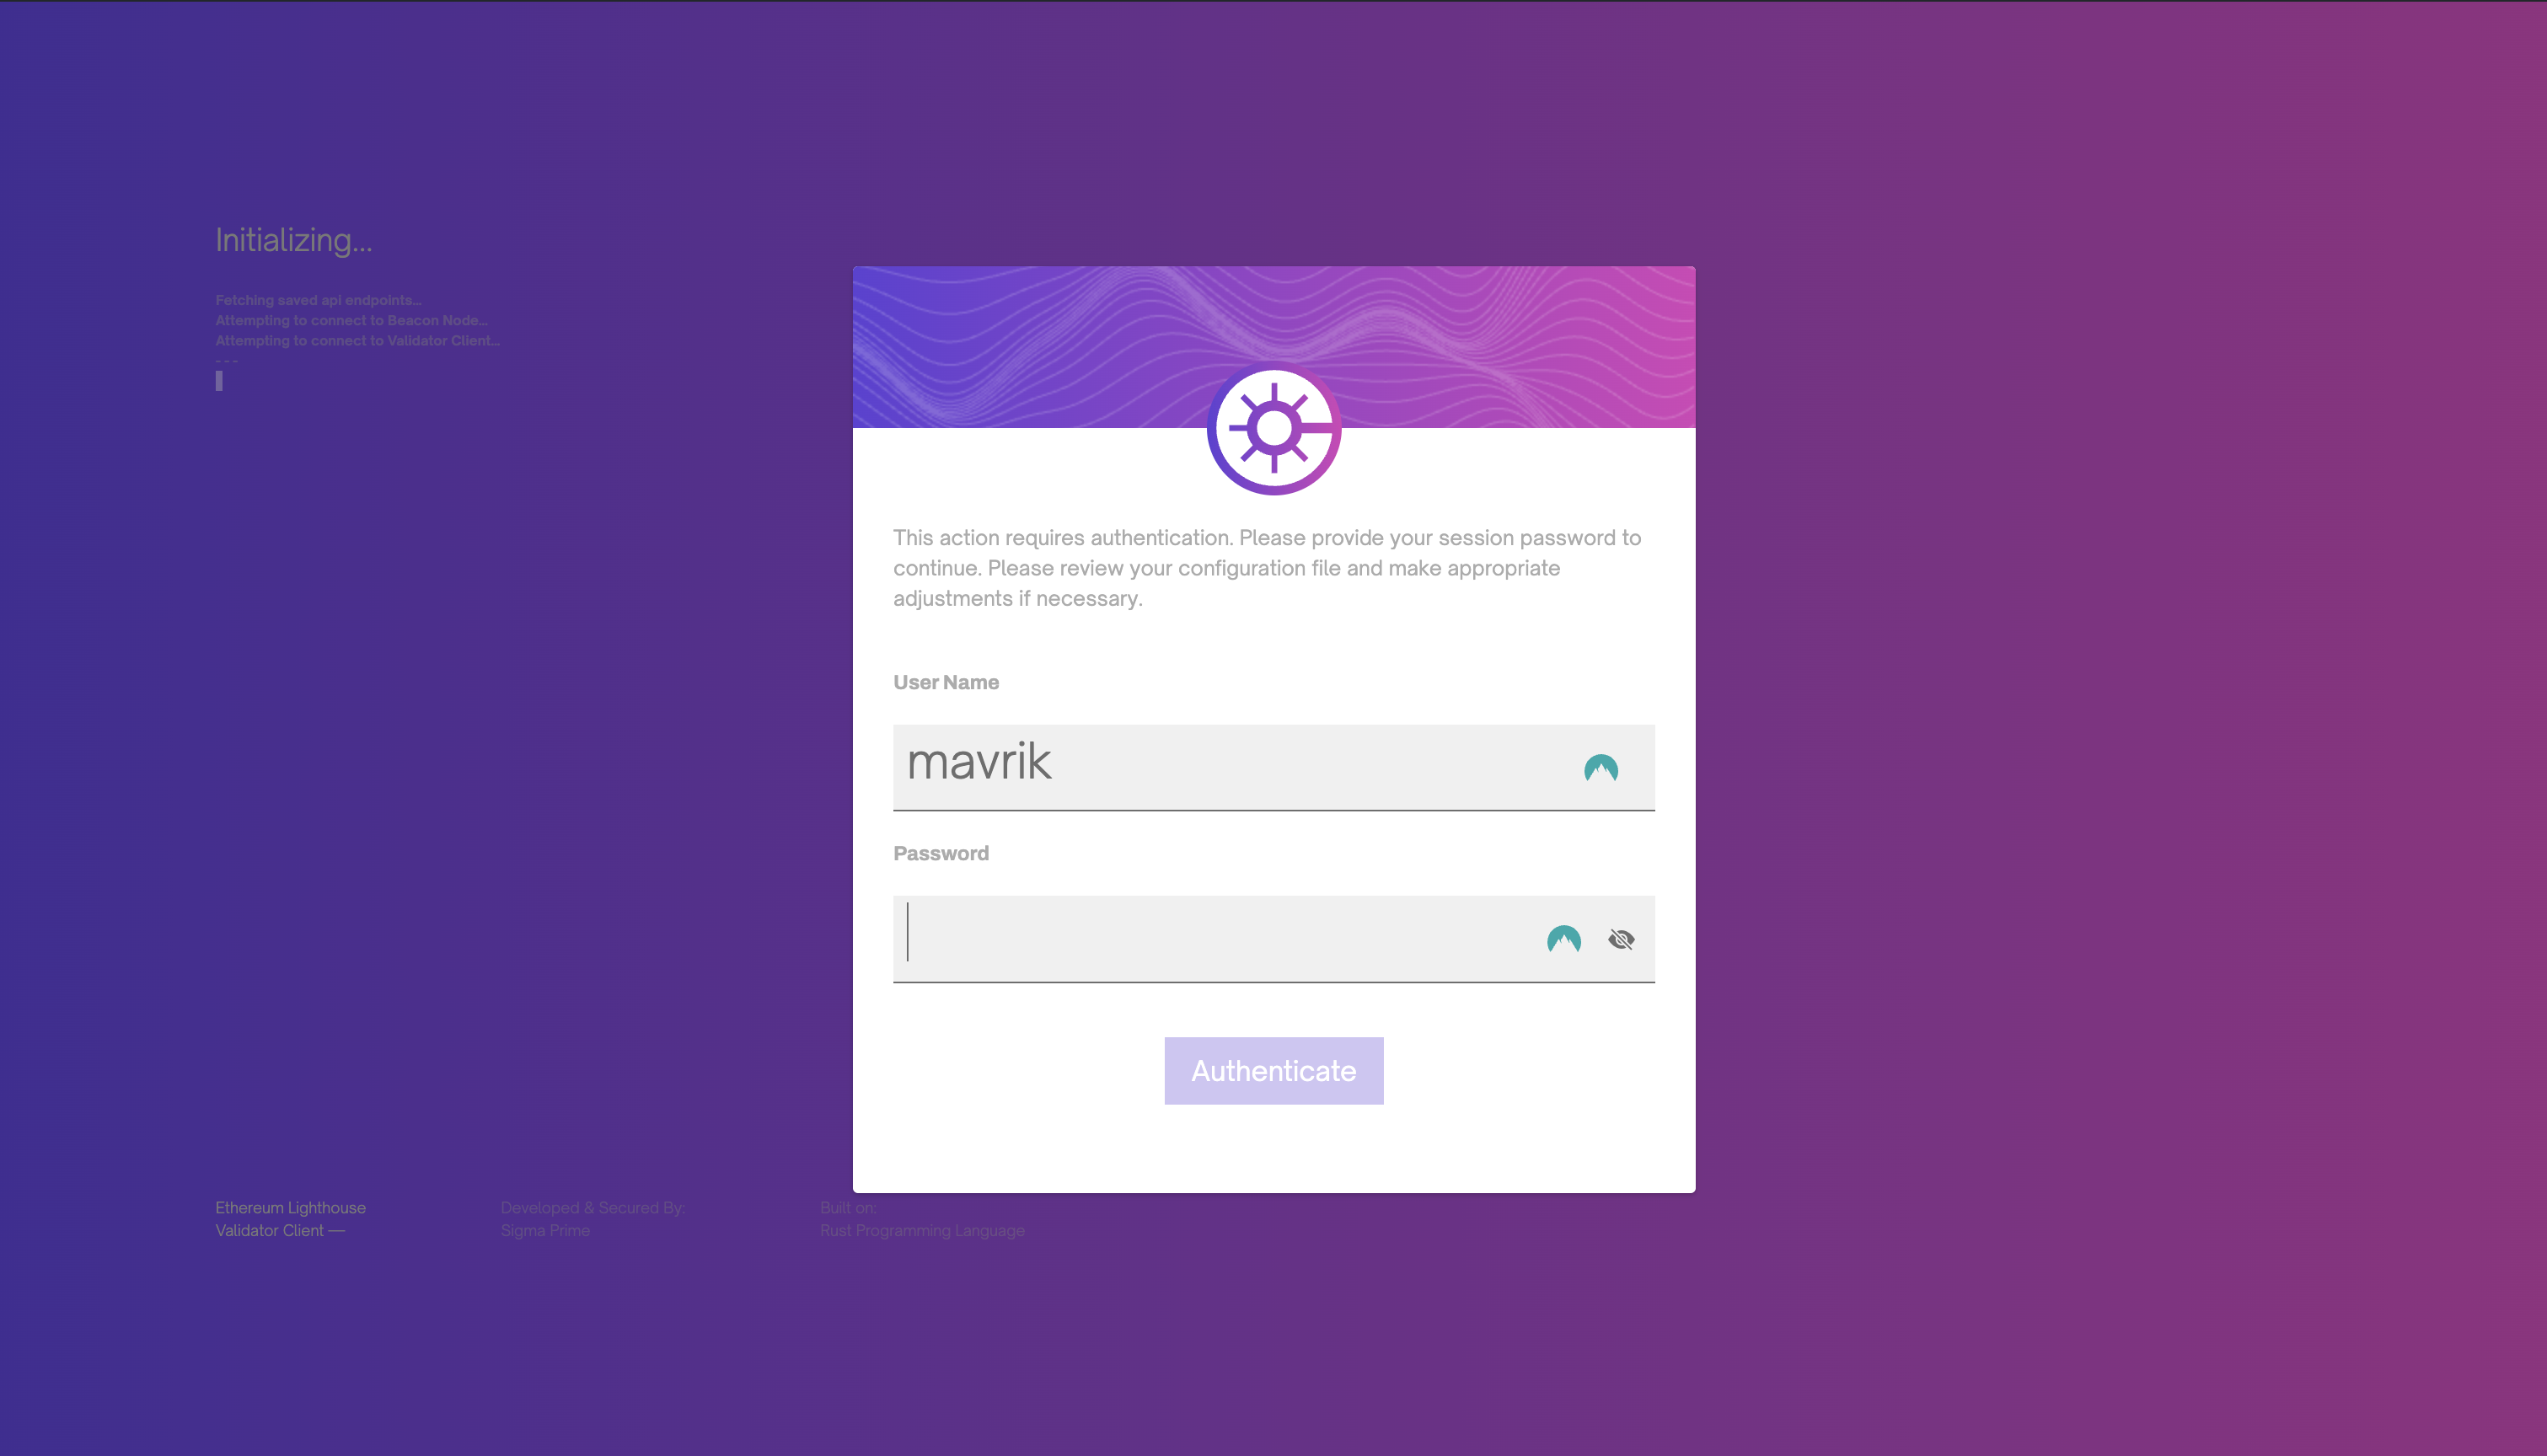 Initializing...
Fetching saved api endpoints...
Attempting to connect to Beacon Node...
Attempting to connect to Validator Client...
- - -
This action requires authentication. Please provide your session password to
continue. Please review your configuration file and make appropriate
adjustments if necessary.
User Name
mavrik
Password
Authenticate
Ethereum Lighthouse
Validator Client —
Developed & Secured By:
Sigma Prime
Built on:
Rust Programming Language